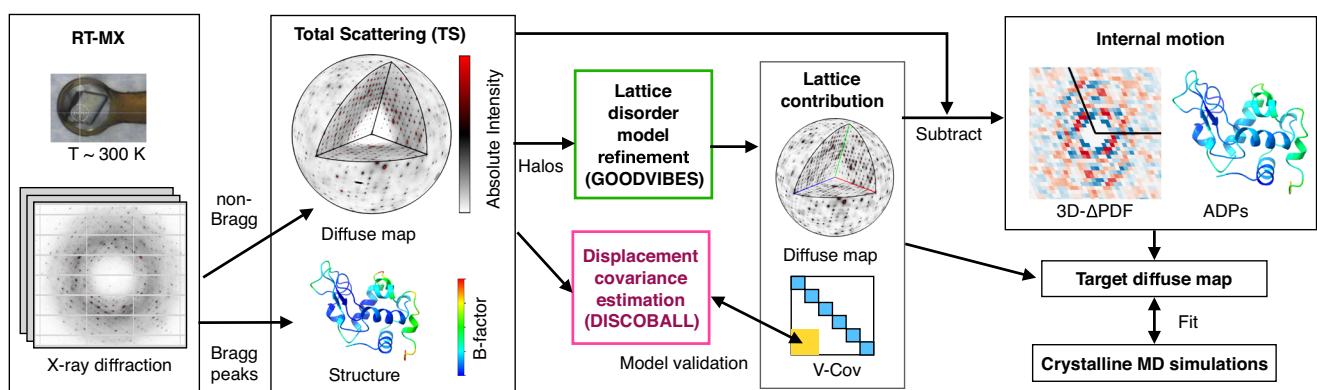 RT-MX
T ~ 300 K
X-ray diffraction
non-
Bragg
Bragg
peaks
Total Scattering (TS)
Absolute Intensity
Diffuse map
B-factor
Structure
Halos
Lattice
disorder
model
refinement
(GOODVIBES)
Displacement
covariance
estimation
(DISCOBALL)
Model validation
Lattice
contribution
Diffuse map
V-Cov
Subtract
Internal motion
3D-ΔPDF
ADPs
Target diffuse map
Fit
Crystalline MD simulations